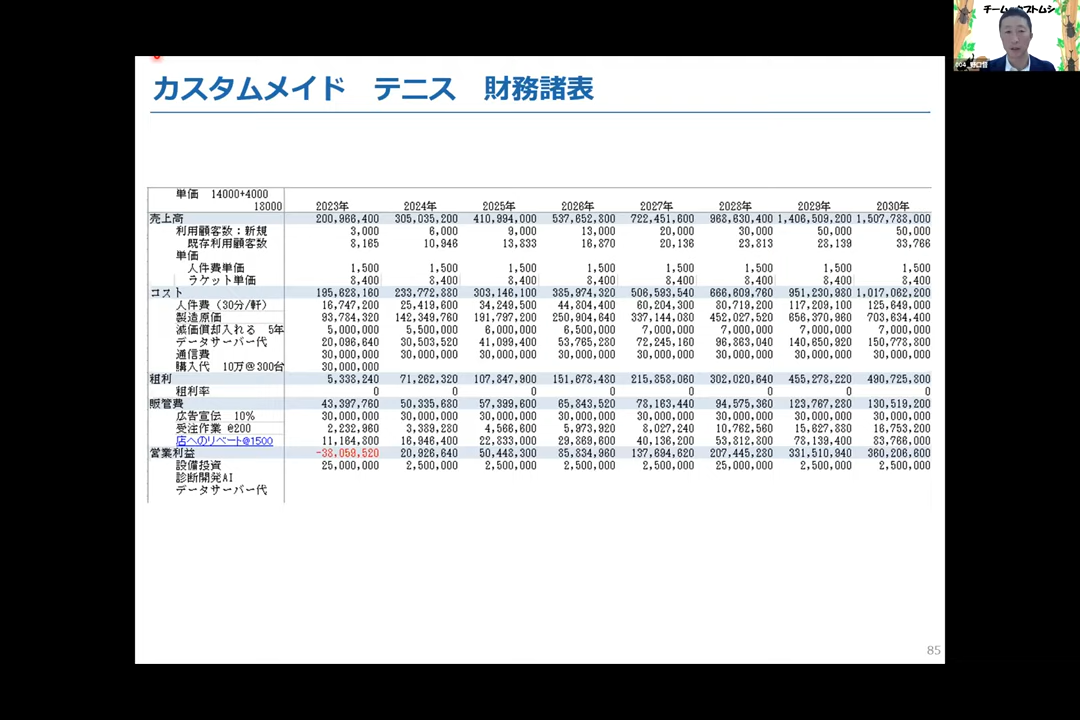 チームカブトムシ
カスタムメイド　テニス　財務諸表
単価　14000+4000
18000 2023年 2024年 2025年 2026年 2027年 2028年 2029年 2030年
売上高 200,966,400 305,035,200 410,994,000 537,652,800 722,451,600 968,630,400 1,406,509,200 1,507,788,000
利用顧客数：新規 3,000 6,000 9,000 13,000 20,000 30,000 50,000 50,000
既存利用顧客数 8,165 10,946 13,833 16,870 20,136 23,813 28,139 33,766
単価
人件費単価 1,500 1,500 1,500 1,500 1,500 1,500 1,500 1,500
ラケット単価 8,400 8,400 8,400 8,400 8,400 8,400 8,400 8,400
コスト 195,628,160 233,772,880 303,146,100 385,974,320 506,593,540 666,609,760 951,230,980 1,017,062,200
人件費（30分/軒） 16,747,200 25,419,600 34,249,500 44,804,400 60,204,300 80,719,200 117,209,100 125,649,000
製造原価 93,784,320 142,349,760 191,797,200 250,904,640 337,144,080 452,027,520 656,370,960 703,634,400
減価償却入れる　5年 5,000,000 5,500,000 6,000,000 6,500,000 7,000,000 7,000,000 7,000,000 7,000,000
データサーバー代 20,096,640 30,503,520 41,099,400 53,765,280 72,245,160 96,863,040 140,650,920 150,778,800
通信費 30,000,000 30,000,000 30,000,000 30,000,000 30,000,000 30,000,000 30,000,000 30,000,000
購入代　10万@300台 30,000,000
粗利 5,338,240 71,262,320 107,847,900 151,678,480 215,858,060 302,020,640 455,278,220 490,725,800
粗利率 0 0 0 0 0 0 0 0
販管費 43,397,760 50,335,680 57,399,600 65,843,520 78,163,440 94,575,360 123,767,280 130,519,200
広告宣伝　10% 30,000,000 30,000,000 30,000,000 30,000,000 30,000,000 30,000,000 30,000,000 30,000,000
受注作業 @200 2,232,960 3,389,280 4,566,600 5,973,920 8,027,240 10,762,560 15,627,880 16,753,200
店へのリベート@1500 11,164,800 16,946,400 22,833,000 29,869,600 40,136,200 53,812,800 78,139,400 83,766,000
営業利益 -38,059,520 20,926,640 50,448,300 85,834,960 137,694,620 207,445,280 331,510,940 360,206,600
設備投資 25,000,000 2,500,000 2,500,000 2,500,000 2,500,000 25,000,000 2,500,000 2,500,000
診断開発AI
データサーバー代
85